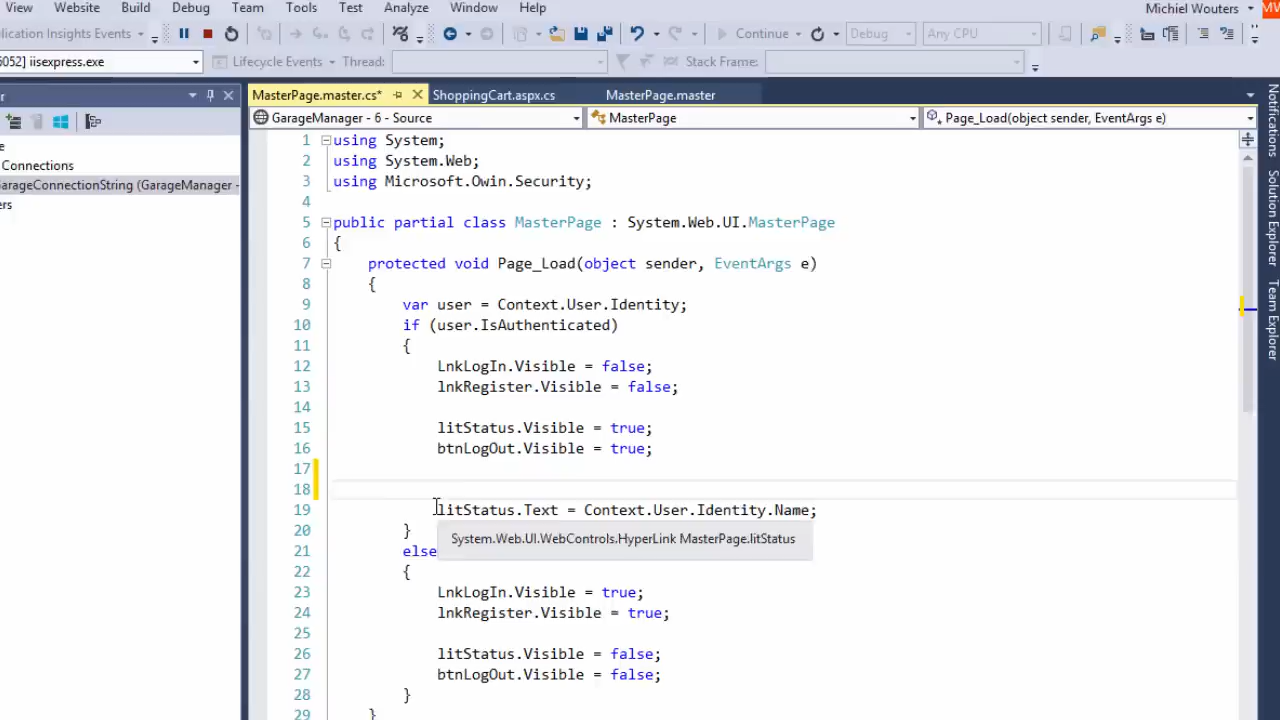 View Website Build Debug Team Tools Test Analyze Window Help Michiel Wouters MV
plication Insights Events Continue Debug Any CPU
6052] iisexpress.exe Lifecycle Events Thread: Stack Frame:
r MasterPage.master.cs* ShoppingCart.aspx.cs MasterPage.master
GarageManager - 6 - Source MasterPage Page_Load(object sender, EventArgs e)
e
Connections
GarageConnectionString (GarageManager -
ers
1 using System;
2 using System.Web;
3 using Microsoft.Owin.Security;
4
5 public partial class MasterPage : System.Web.UI.MasterPage
6 {
7 protected void Page_Load(object sender, EventArgs e)
8 {
9 var user = Context.User.Identity;
10 if (user.IsAuthenticated)
11 {
12 LnkLogIn.Visible = false;
13 lnkRegister.Visible = false;
14
15 litStatus.Visible = true;
16 btnLogOut.Visible = true;
17
18
19 litStatus.Text = Context.User.Identity.Name;
20 }
System.Web.UI.WebControls.HyperLink MasterPage.litStatus
21 else
22 {
23 LnkLogIn.Visible = true;
24 lnkRegister.Visible = true;
25
26 litStatus.Visible = false;
27 btnLogOut.Visible = false;
28 }
29 }
Notifications
Solution Explorer
Team Explorer